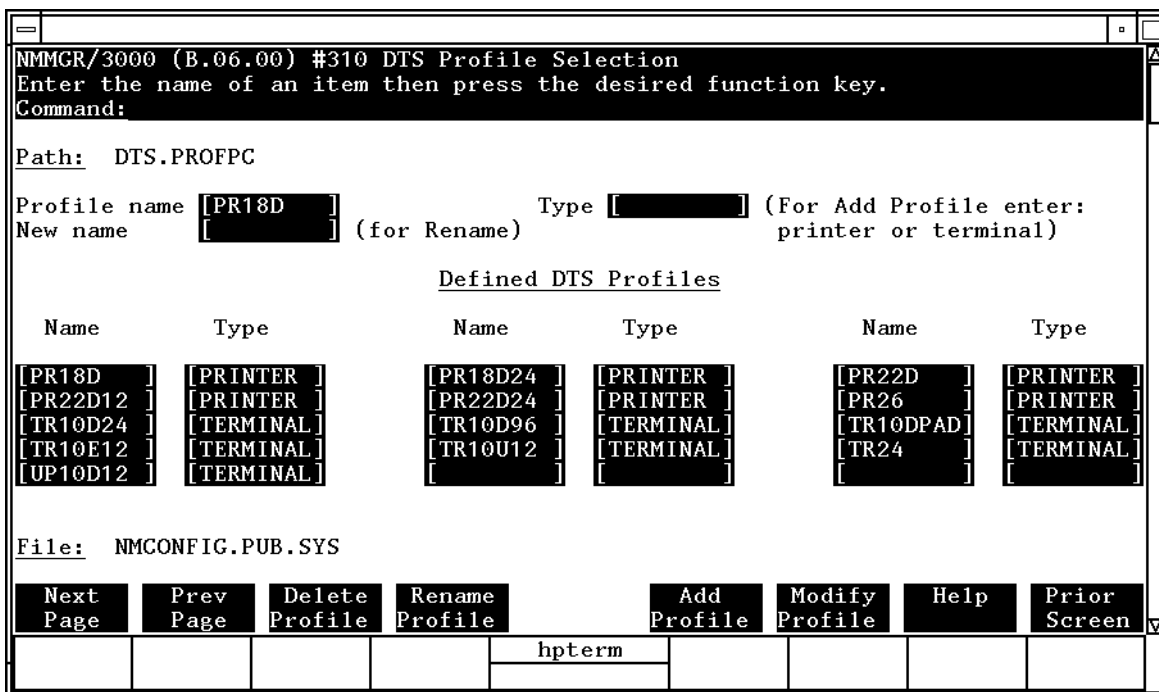 NMMGR/3000 (B.06.00) #310 DTS Profile Selection
Enter the name of an item then press the desired function key.
Command:
Path: DTS.PROFPC
Profile name [PR18D ] Type [ ] (For Add Profile enter:
New name [ ] (for Rename) printer or terminal)
Defined DTS Profiles
Name Type Name Type Name Type
[PR18D ] [PRINTER ] [PR18D24 ] [PRINTER ] [PR22D ] [PRINTER ]
[PR22D12 ] [PRINTER ] [PR22D24 ] [PRINTER ] [PR26 ] [PRINTER ]
[TR10D24 ] [TERMINAL] [TR10D96 ] [TERMINAL] [TR10DPAD] [TERMINAL]
[TR10E12 ] [TERMINAL] [TR10U12 ] [TERMINAL] [TR24 ] [TERMINAL]
[UP10D12 ] [TERMINAL] [ ] [ ] [ ] [ ]
File: NMCONFIG.PUB.SYS
Next Prev Delete Rename Add Modify Help Prior
Page Page Profile Profile Profile Profile Screen
hpterm